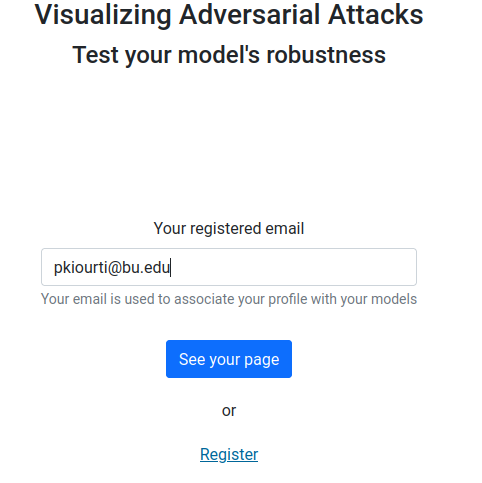 Visualizing Adversarial Attacks
Test your model's robustness
Your registered email
pkiourti@bu.edu
Your email is used to associate your profile with your models
See your page
or
Register